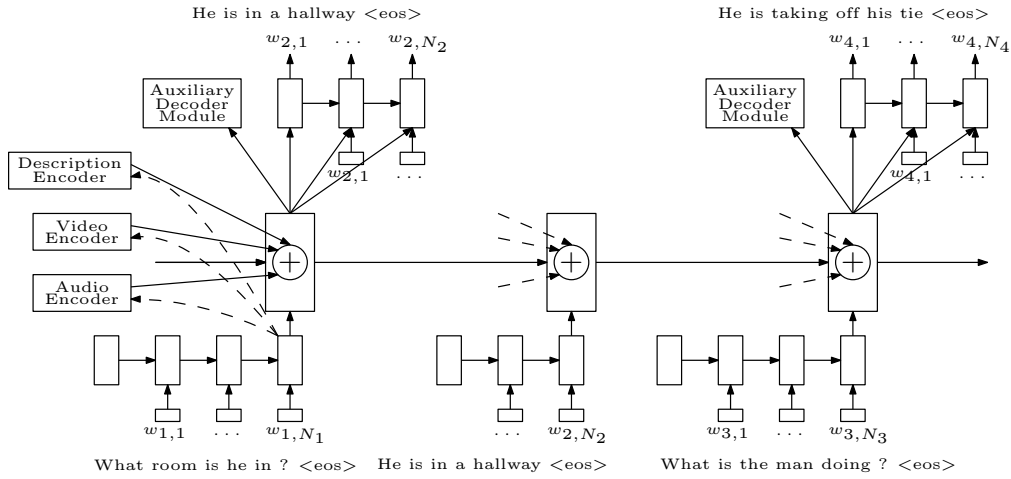 He is in a hallway <eos>
He is taking off his tie <eos>
w2,1 · · · w2,N2
w4,1 · · · w4,N4
Auxiliary
Decoder
Module
Auxiliary
Decoder
Module
w2,1 · · ·
w4,1 · · ·
Description
Encoder
Video
Encoder
Audio
Encoder
+
+
+
w1,1 · · · w1,N1
· · · w2,N2
w3,1 · · · w3,N3
What room is he in ? <eos>
He is in a hallway <eos>
What is the man doing ? <eos>